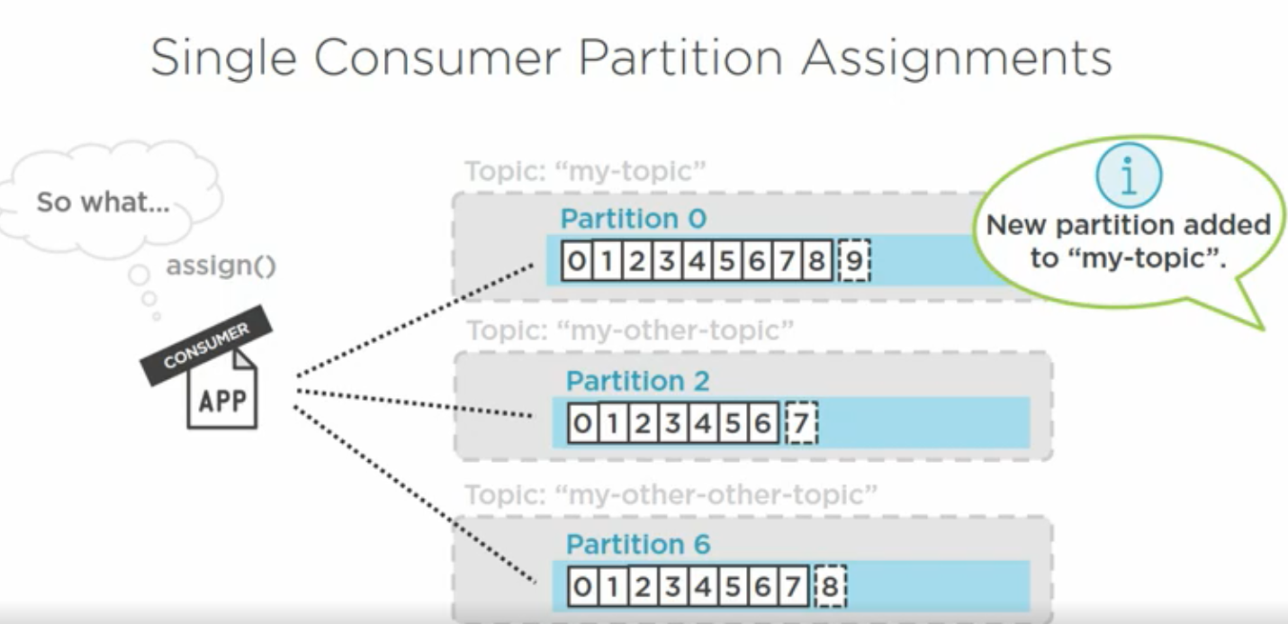 Single Consumer Partition Assignments
So what...
assign()
CONSUMER
APP
Topic: “my-topic”
Partition 0
0 1 2 3 4 5 6 7 8 9
Topic: “my-other-topic”
Partition 2
0 1 2 3 4 5 6 7
Topic: “my-other-other-topic”
Partition 6
0 1 2 3 4 5 6 7 8
i
New partition added
to “my-topic”.